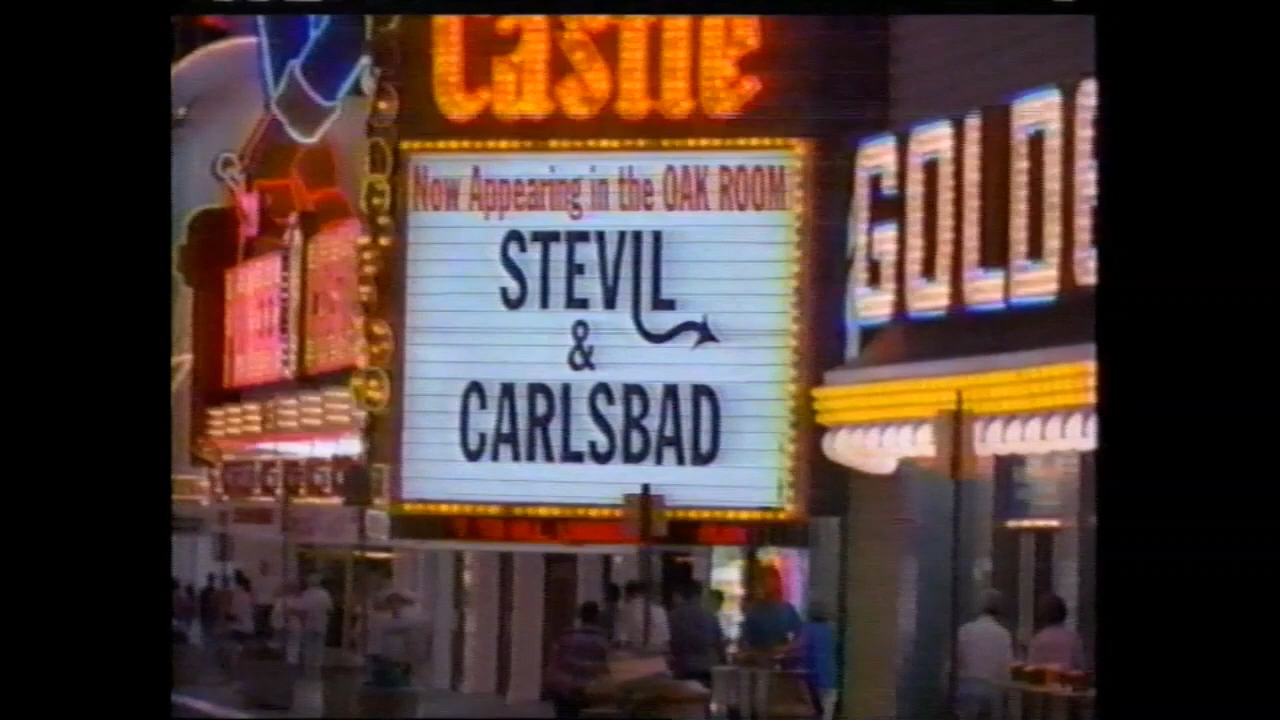 Castle
Now Appearing in the OAK ROOM
STEVIL
&
CARLSBAD
GOLD